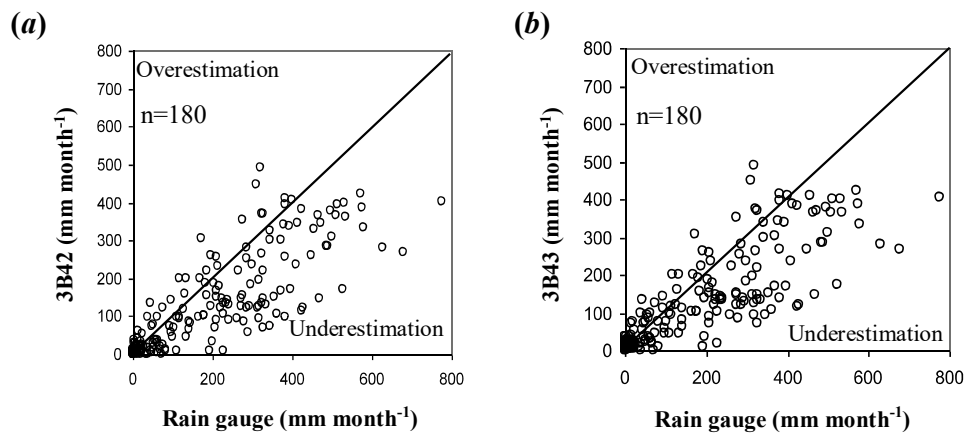 (a)
800
700
600
500
400
300
200
100
0
Overestimation
n=180
Underestimation
3B42 (mm month-1)
0 200 400 600 800
Rain gauge (mm month-1)
(b)
800
700
600
500
400
300
200
100
0
Overestimation
n=180
Underestimation
3B43 (mm month-1)
0 200 400 600 800
Rain gauge (mm month-1)